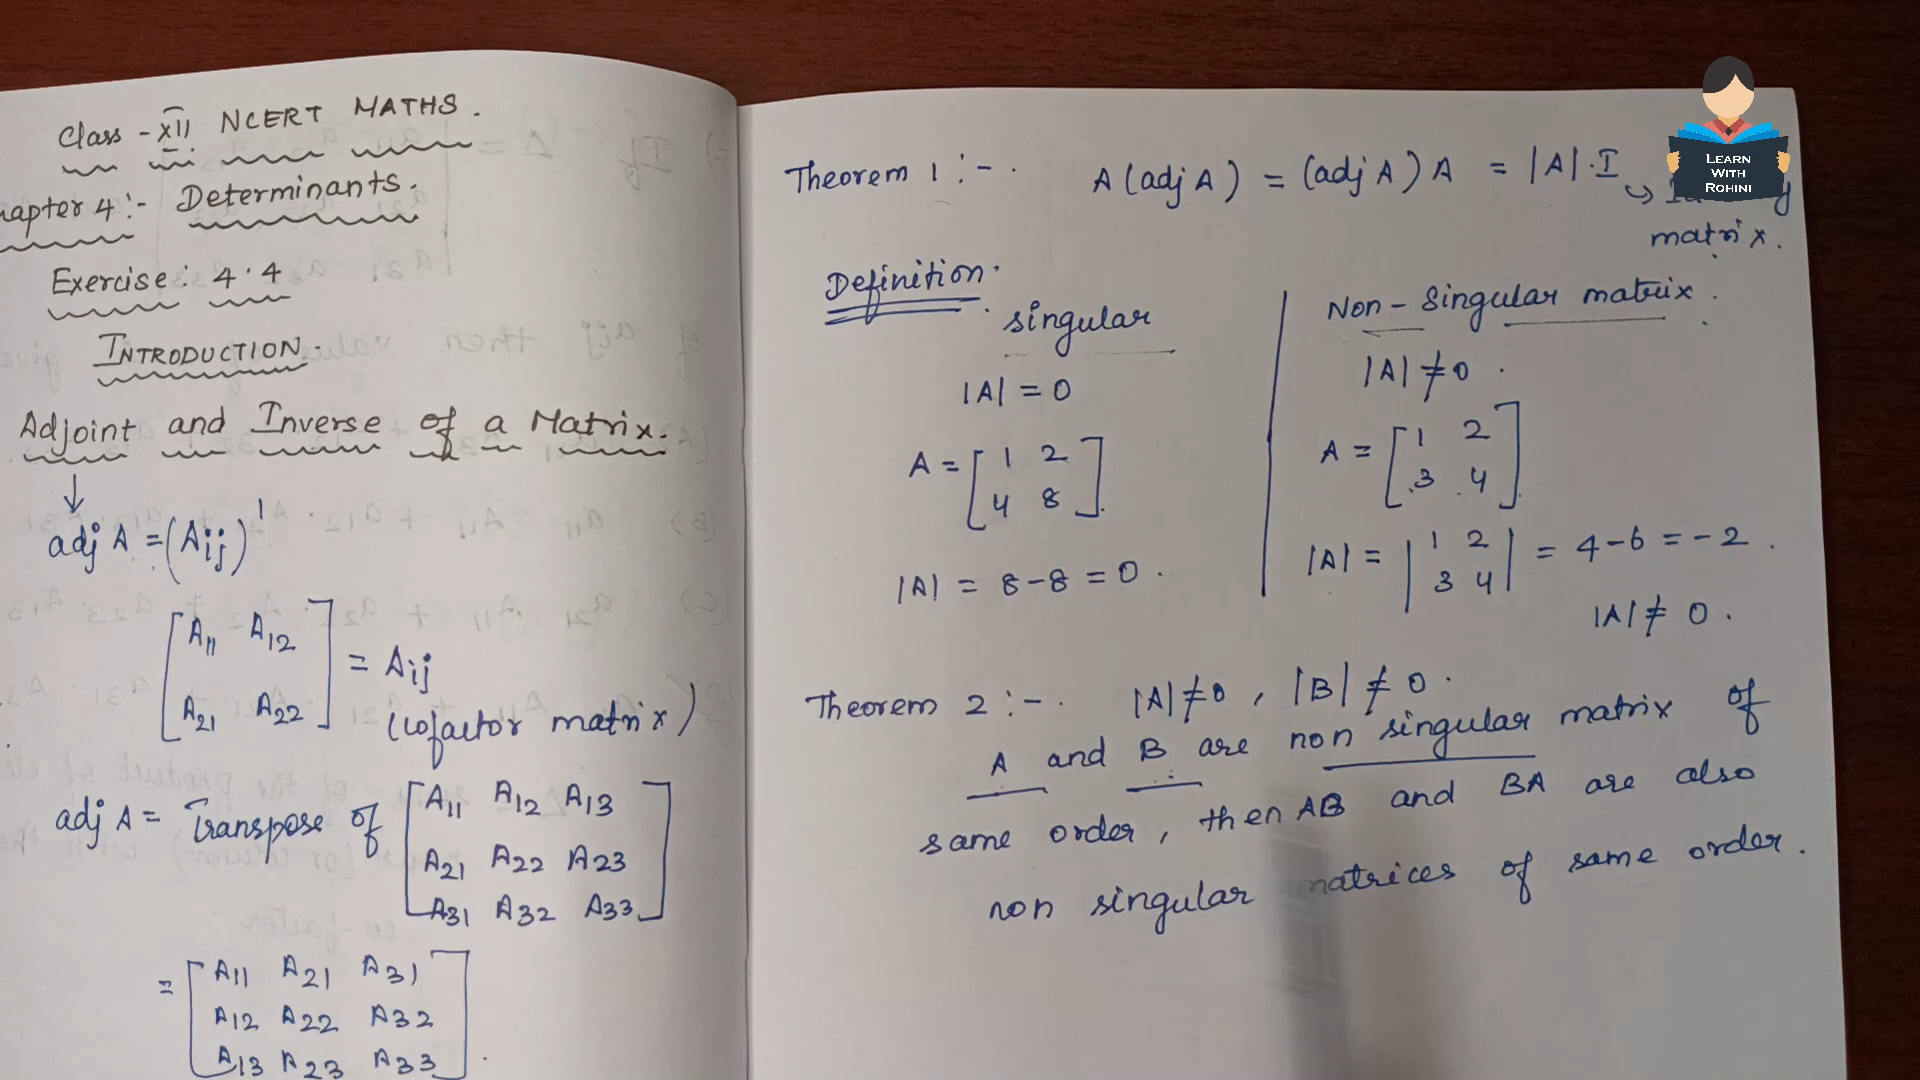 Class - XII NCERT MATHS.
hapter 4 :- Determinants.
Exercise: 4.4
INTRODUCTION.
Adjoint and Inverse of a Matrix.
↓
adj A = (Aij)'
[A11 A12
A21 A22] = Aij
(cofactor matrix)
adj A = Transpose of [A11 A12 A13
A21 A22 A23
A31 A32 A33]
= [A11 A21 A31
A12 A22 A32
A13 A23 A33].
Theorem 1 :-. A (adj A) = (adj A) A = |A|.I
matrix.
Definition.
singular
|A| = 0
A = [1 2
4 8].
|A| = 8-8 = 0.
Non-Singular matrix.
|A| ≠ 0.
A = [1 2
3 4].
|A| = |1 2
3 4| = 4-6 = -2.
|A| ≠ 0.
Theorem 2 :-. |A| ≠ 0, |B| ≠ 0.
A and B are non singular matrix of
same order, then AB and BA are also
non singular matrices of same order.
LEARN
WITH
ROHINI